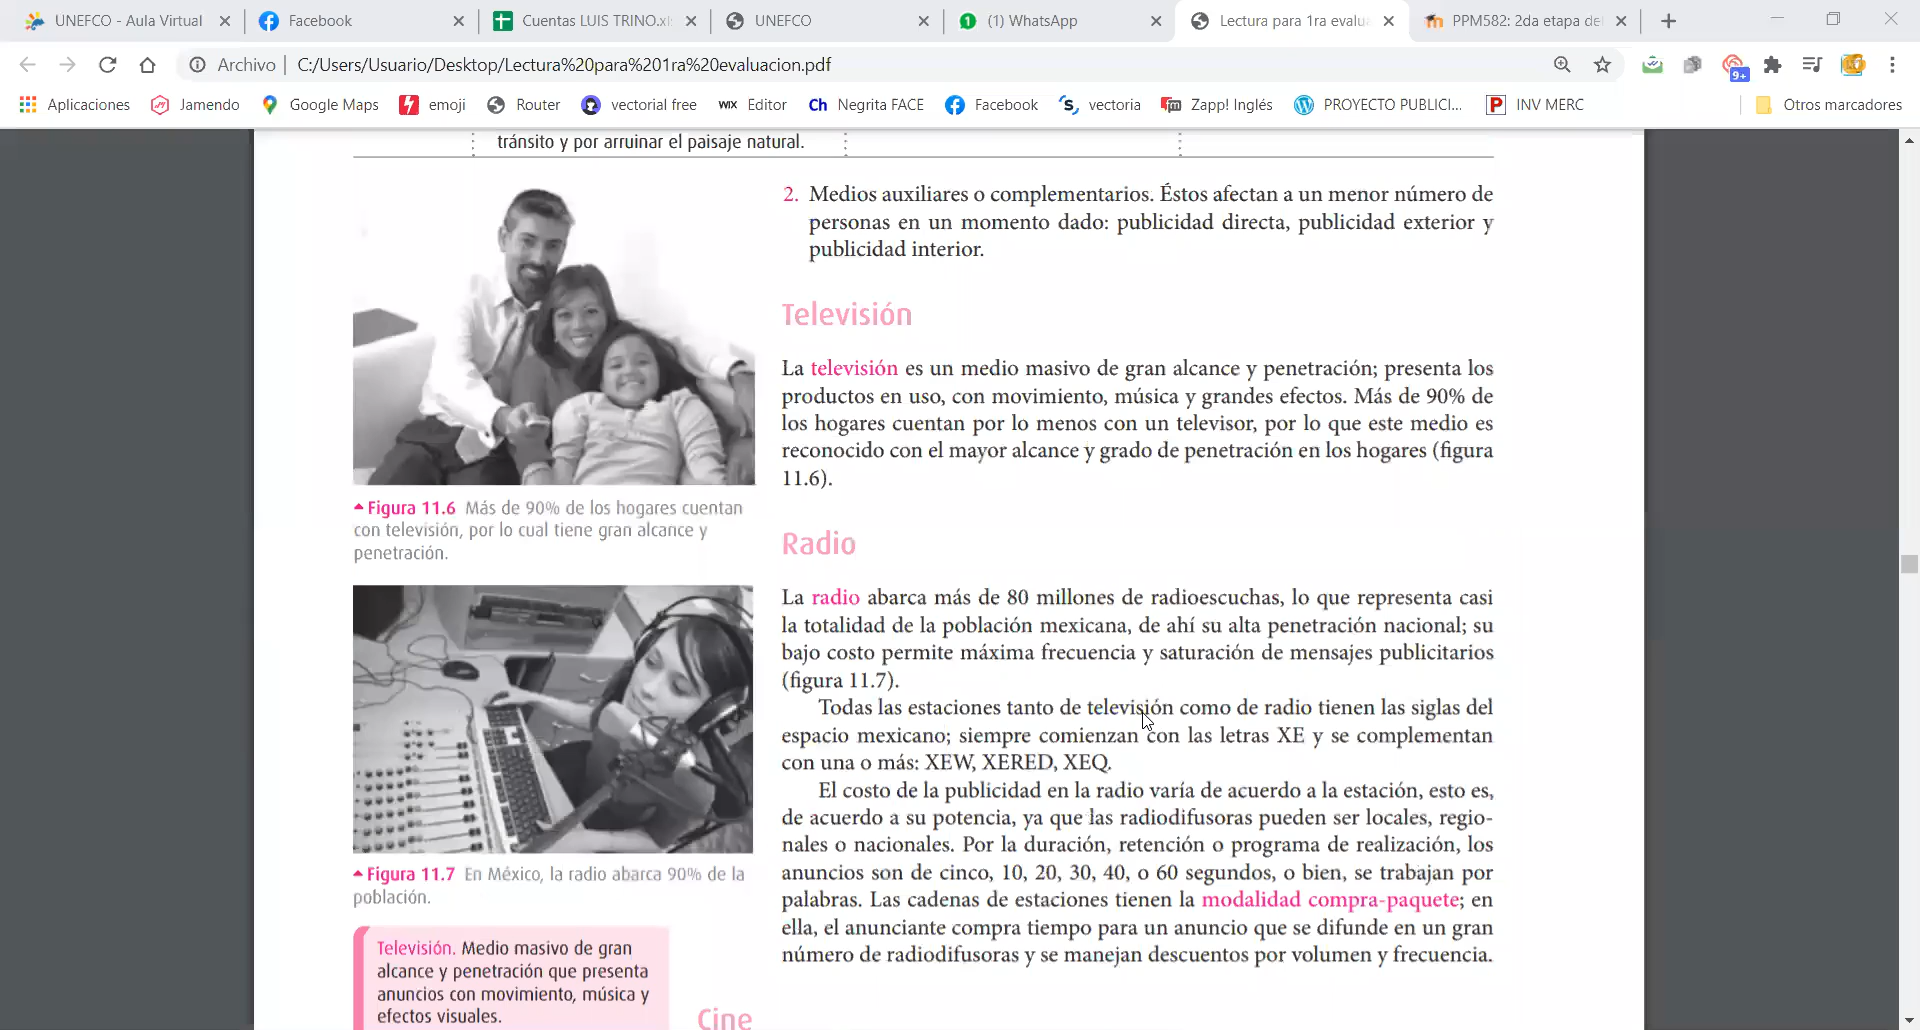 UNEFCO - Aula Virtual
Facebook
Cuentas LUIS TRINO.xl
UNEFCO
(1) WhatsApp
Lectura para 1ra evalua
PPM582: 2da etapa de
Archivo
C:/Users/Usuario/Desktop/Lectura%20para%201ra%20evaluacion.pdf
9+
Aplicaciones
Jamendo
Google Maps
emoji
Router
vectorial free
WIX Editor
Ch Negrita FACE
Facebook
vectoria
Zapp! Inglés
PROYECTO PUBLICI...
INV MERC
Otros marcadores
tránsito y por arruinar el paisaje natural.
2. Medios auxiliares o complementarios. Éstos afectan a un menor número de
personas en un momento dado: publicidad directa, publicidad exterior y
publicidad interior.
Televisión
La televisión es un medio masivo de gran alcance y penetración; presenta los
productos en uso, con movimiento, música y grandes efectos. Más de 90% de
los hogares cuentan por lo menos con un televisor, por lo que este medio es
reconocido con el mayor alcance y grado de penetración en los hogares (figura
11.6).
Figura 11.6 Más de 90% de los hogares cuentan
con televisión, por lo cual tiene gran alcance y
penetración.
Radio
La radio abarca más de 80 millones de radioescuchas, lo que representa casi
la totalidad de la población mexicana, de ahí su alta penetración nacional; su
bajo costo permite máxima frecuencia y saturación de mensajes publicitarios
(figura 11.7).
Todas las estaciones tanto de televisión como de radio tienen las siglas del
espacio mexicano; siempre comienzan con las letras XE y se complementan
con una o más: XEW, XERED, XEQ.
El costo de la publicidad en la radio varía de acuerdo a la estación, esto es,
de acuerdo a su potencia, ya que las radiodifusoras pueden ser locales, regio-
nales o nacionales. Por la duración, retención o programa de realización, los
anuncios son de cinco, 10, 20, 30, 40, o 60 segundos, o bien, se trabajan por
palabras. Las cadenas de estaciones tienen la modalidad compra-paquete; en
ella, el anunciante compra tiempo para un anuncio que se difunde en un gran
número de radiodifusoras y se manejan descuentos por volumen y frecuencia.
Figura 11.7 En México, la radio abarca 90% de la
población.
Televisión. Medio masivo de gran
alcance y penetración que presenta
anuncios con movimiento, música y
efectos visuales.
Cine